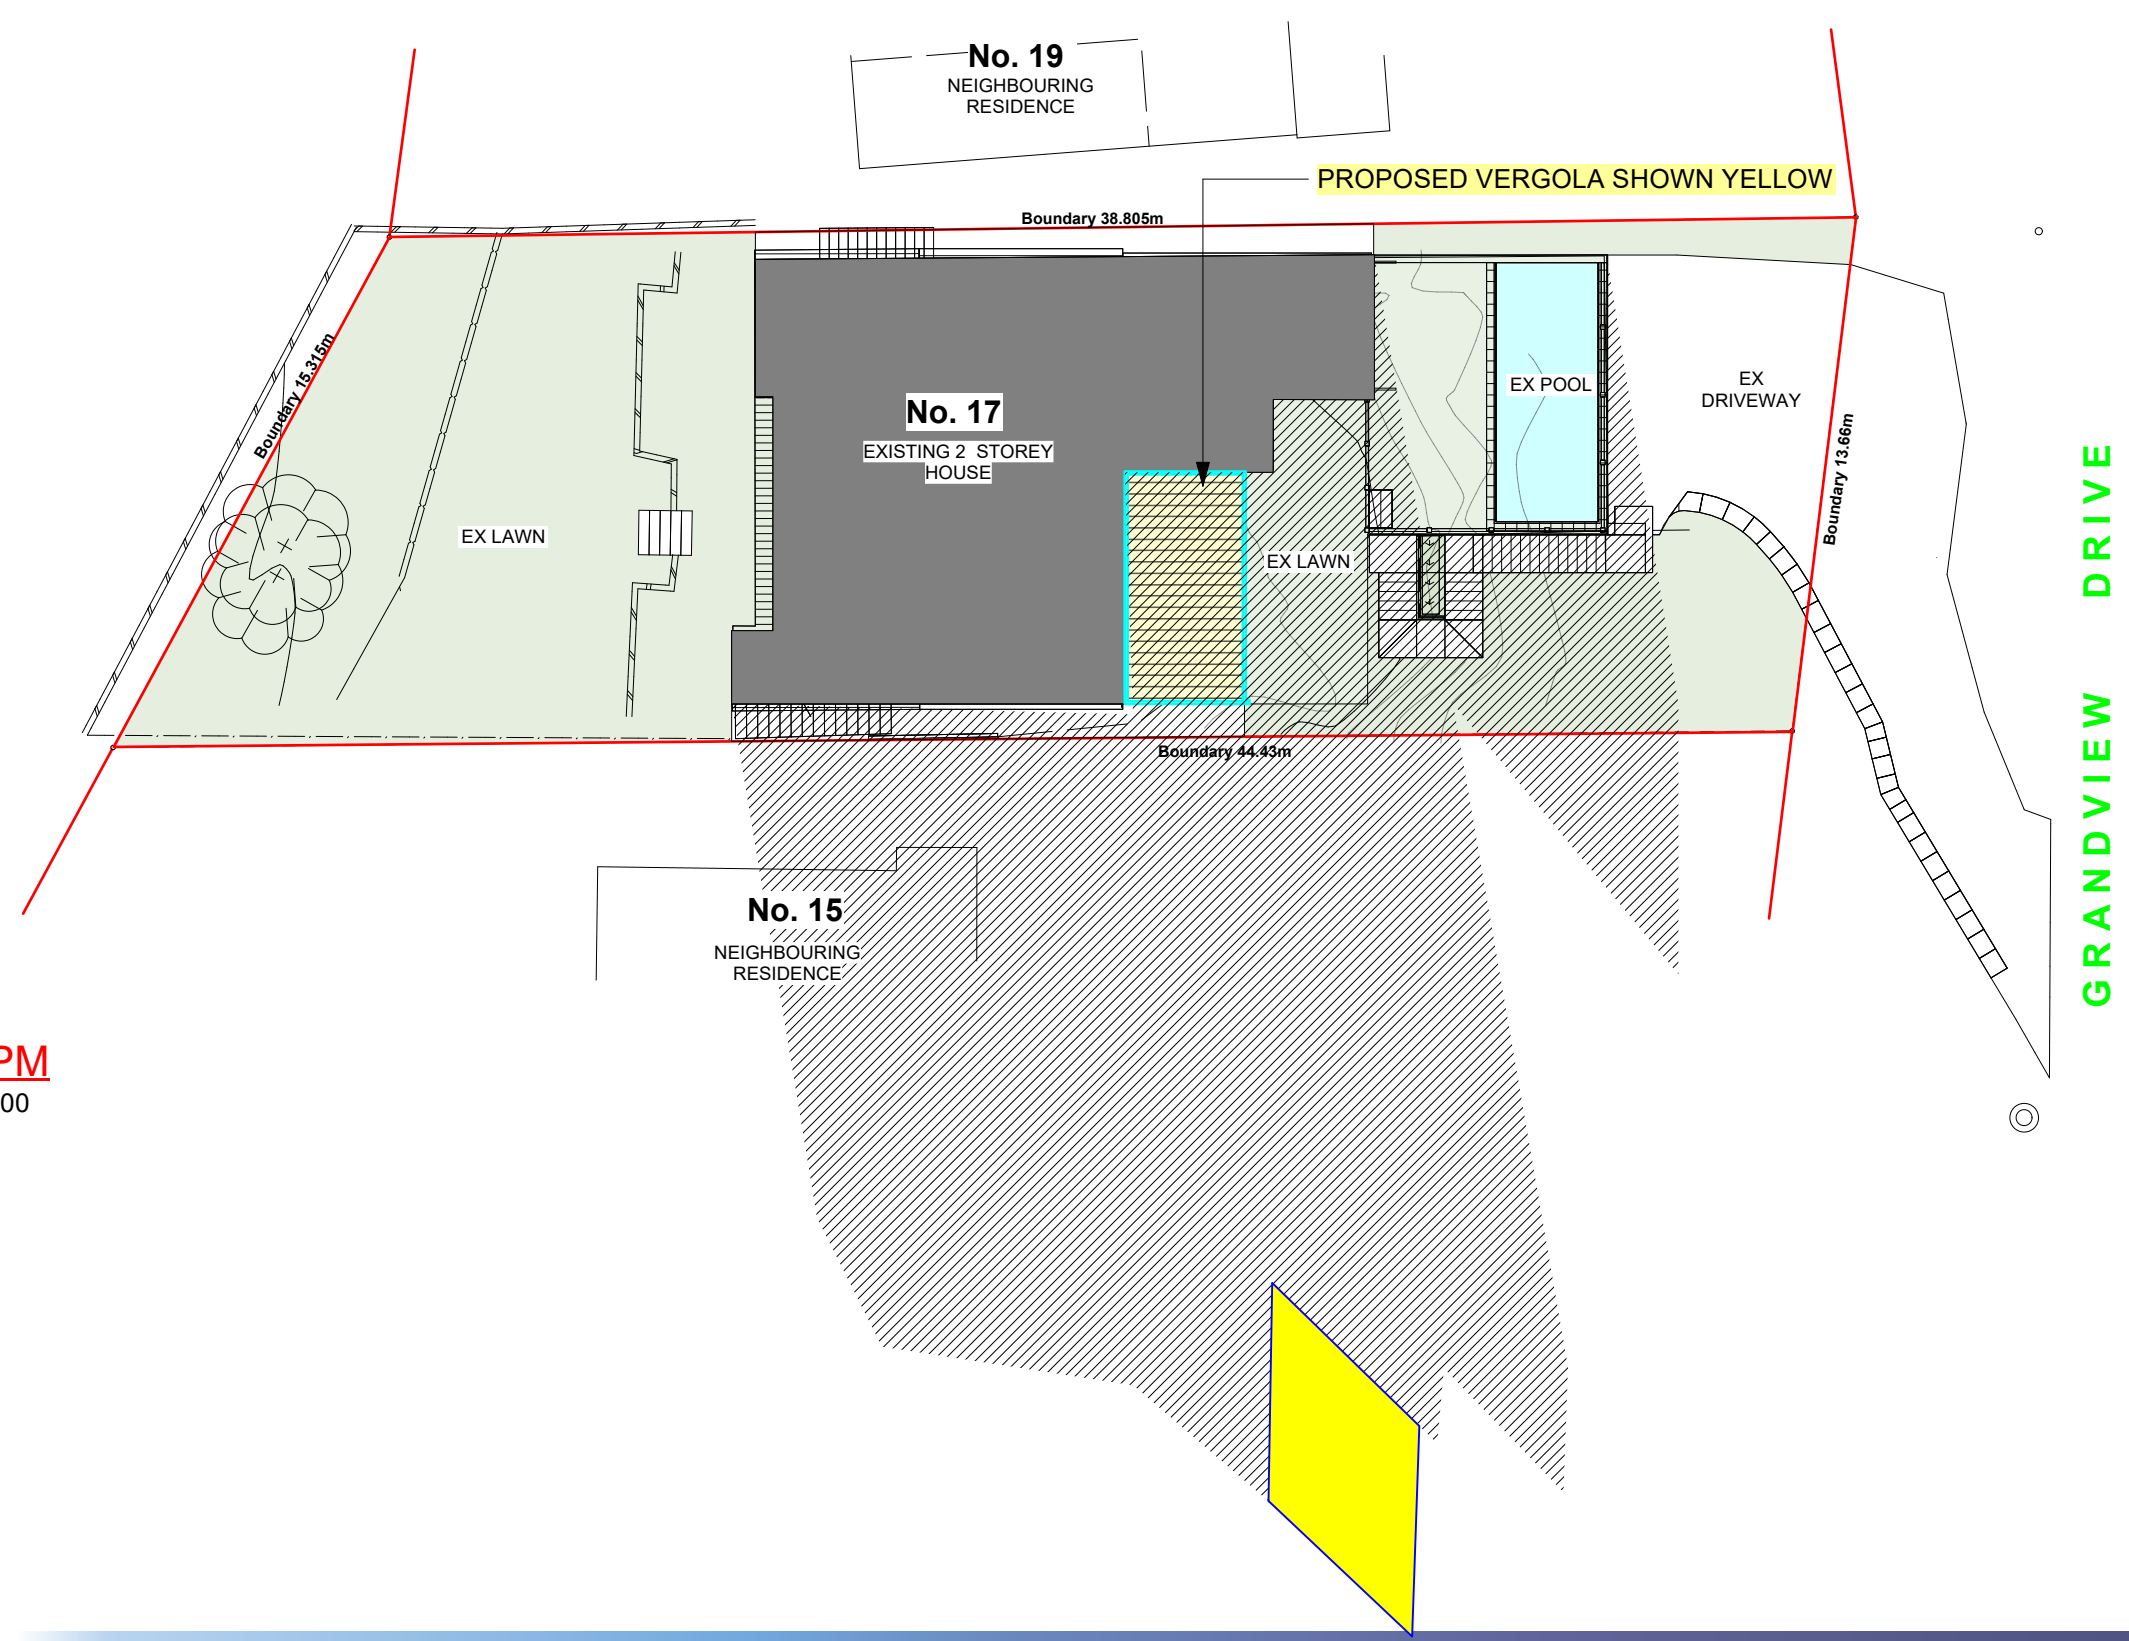 No. 19
NEIGHBOURING
RESIDENCE
PROPOSED VERGOLA SHOWN YELLOW
Boundary 38.805m
Boundary 15.315m
EX POOL
EX
DRIVEWAY
No. 17
EXISTING 2 STOREY
HOUSE
Boundary 13.66m
EX LAWN
EX LAWN
GRANDVIEW DRIVE
Boundary 44.43m
No. 15
NEIGHBOURING
RESIDENCE
PM
00